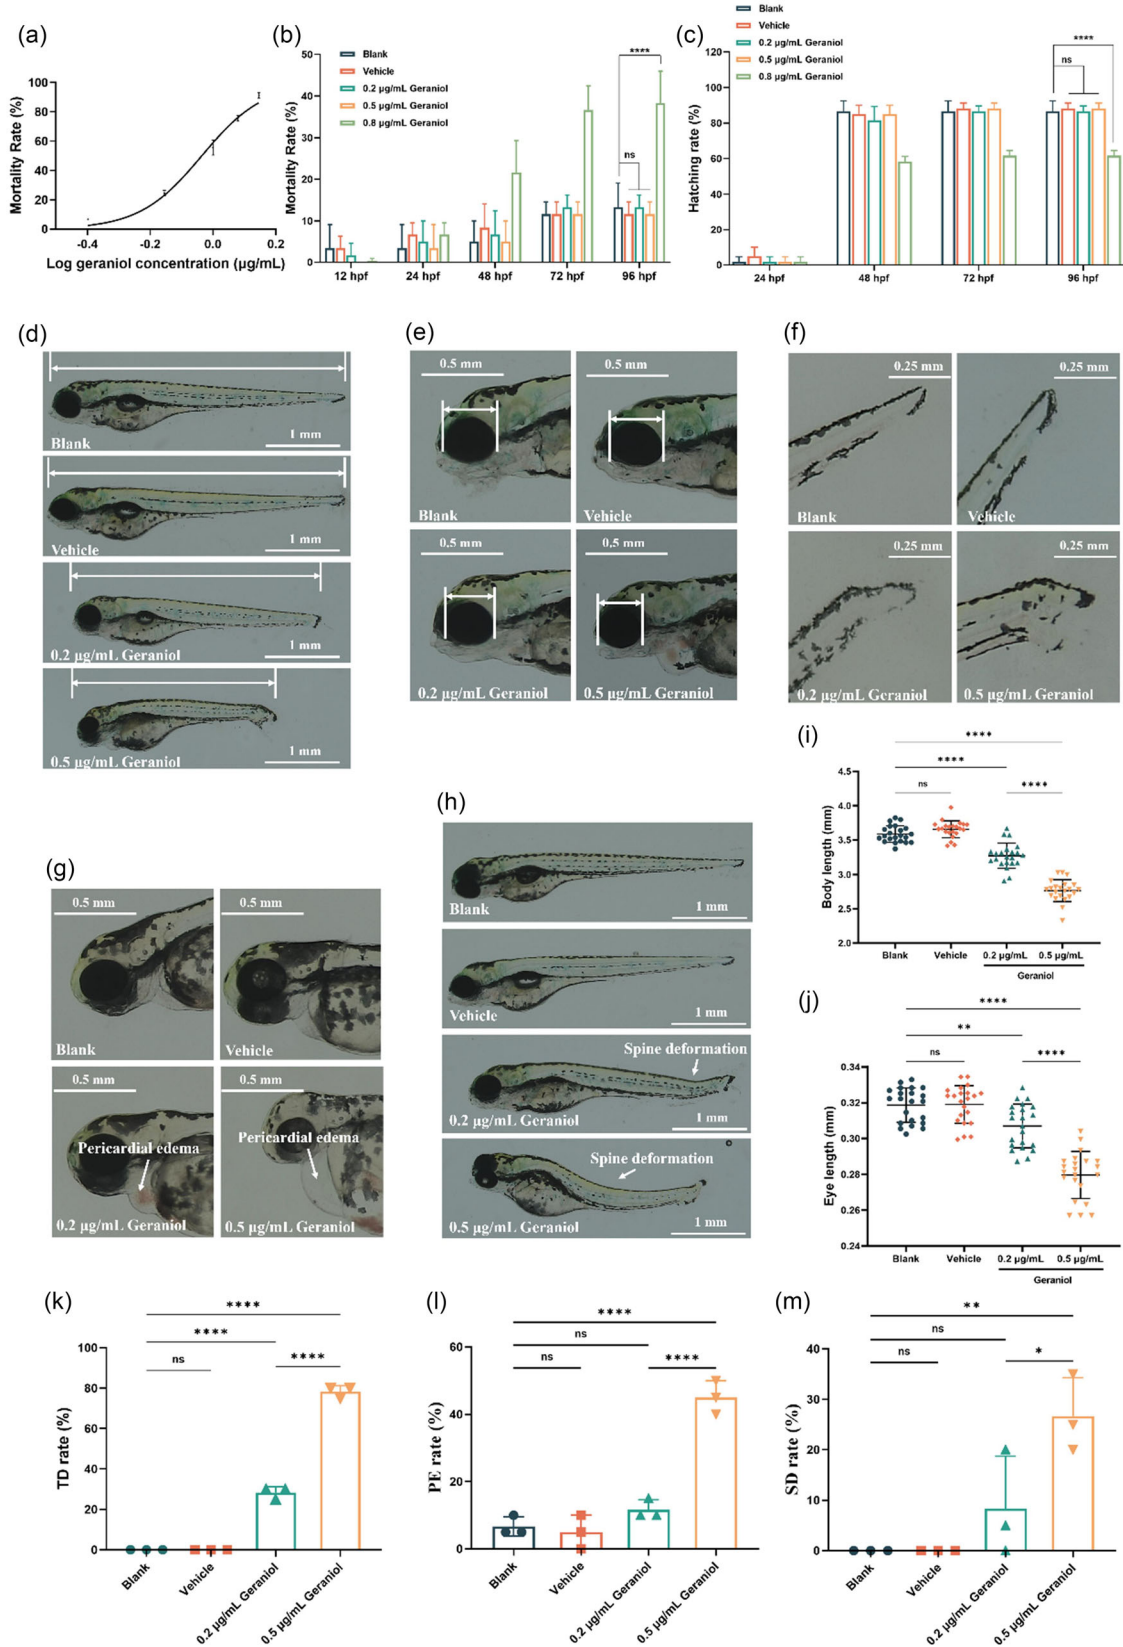 (a)
Mortality Rate (%)
100
80
60
40
20
0
-0.4
-0.2
0.0
0.2
Log geraniol concentration (μg/mL)
(b)
Blank
Vehicle
0.2 μg/mL Geraniol
0.5 μg/mL Geraniol
0.8 μg/mL Geraniol
Mortality Rate (%)
50
40
30
20
10
0
****
ns
12 hpf
24 hpf
48 hpf
72 hpf
96 hpf
(c)
Blank
Vehicle
0.2 μg/mL Geraniol
0.5 μg/mL Geraniol
0.8 μg/mL Geraniol
Hatching rate (%)
120
100
80
60
40
20
0
****
ns
24 hpf
48 hpf
72 hpf
96 hpf
(d)
1 mm
Blank
1 mm
Vehicle
1 mm
0.2 μg/mL Geraniol
1 mm
0.5 μg/mL Geraniol
(e)
0.5 mm
0.5 mm
Blank
Vehicle
0.5 mm
0.5 mm
0.2 μg/mL Geraniol
0.5 μg/mL Geraniol
(f)
0.25 mm
0.25 mm
Blank
Vehicle
0.25 mm
0.25 mm
0.2 μg/mL Geraniol
0.5 μg/mL Geraniol
(g)
0.5 mm
0.5 mm
Blank
Vehicle
0.5 mm
0.5 mm
Pericardial edema
Pericardial edema
0.2 μg/mL Geraniol
0.5 μg/mL Geraniol
(h)
Blank
1 mm
Vehicle
1 mm
Spine deformation
0.2 μg/mL Geraniol
1 mm
Spine deformation
0.5 μg/mL Geraniol
1 mm
(i)
****
****
ns
****
Body length (mm)
4.5
4.0
3.5
3.0
2.5
2.0
Blank
Vehicle
0.2 μg/mL
0.5 μg/mL
Geraniol
(j)
****
**
ns
****
Eye length (mm)
0.34
0.32
0.30
0.28
0.26
0.24
Blank
Vehicle
0.2 μg/mL
0.5 μg/mL
Geraniol
(k)
****
****
ns
****
TD rate (%)
100
80
60
40
20
0
Blank
Vehicle
0.2 μg/mL Geraniol
0.5 μg/mL Geraniol
(l)
****
ns
ns
****
PE rate (%)
60
40
20
0
Blank
Vehicle
0.2 μg/mL Geraniol
0.5 μg/mL Geraniol
(m)
**
ns
ns
*
SD rate (%)
40
30
20
10
0
Blank
Vehicle
0.2 μg/mL Geraniol
0.5 μg/mL Geraniol